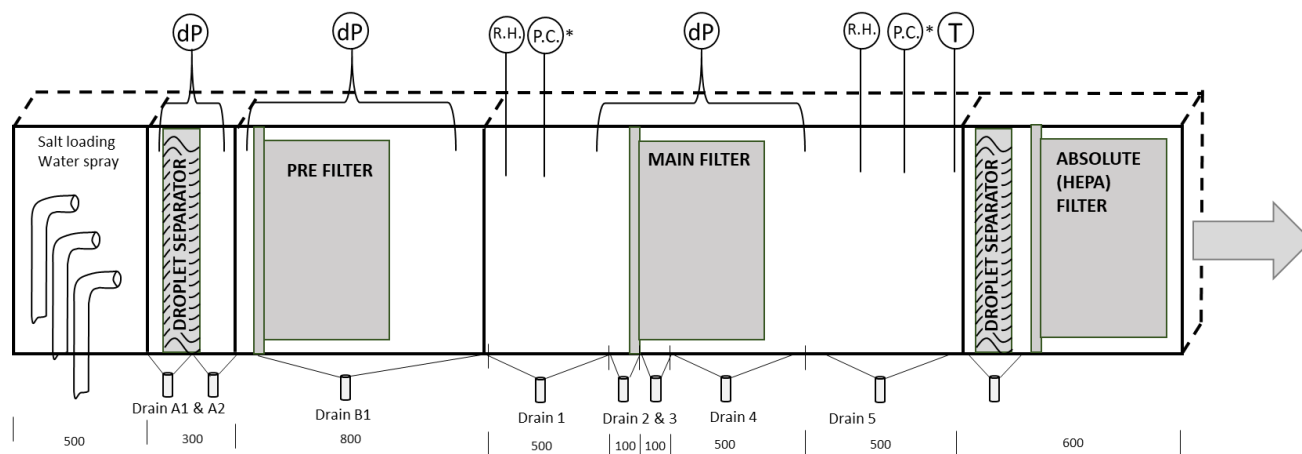 dP
dP
R.H.
P.C. *
dP
R.H.
P.C. *
T
Salt loading
Water spray
DROPLET SEPARATOR
PRE FILTER
MAIN FILTER
DROPLET SEPARATOR
ABSOLUTE
(HEPA)
FILTER
Drain A1 & A2
Drain B1
Drain 1
Drain 2 & 3
Drain 4
Drain 5
500
300
800
500
100
100
500
500
600